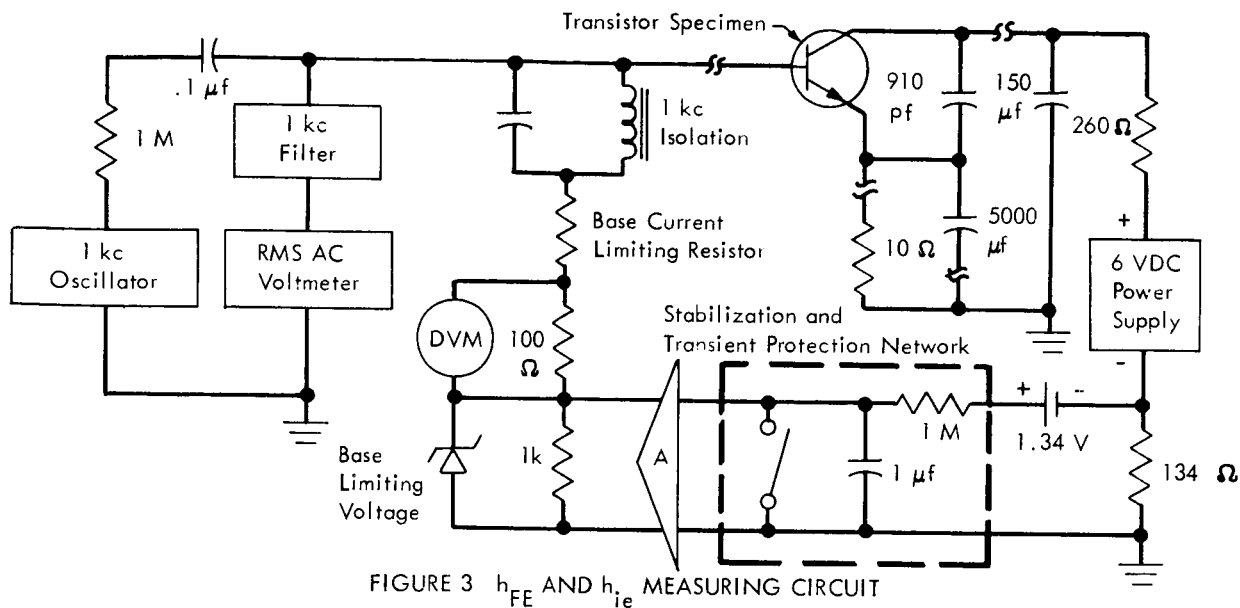 Transistor Specimen
.1 μf
1 M
1 kc
Filter
1 kc
Isolation
910
pf
150
μf
260 Ω
1 kc
Oscillator
RMS AC
Voltmeter
Base Current
Limiting Resistor
10 Ω
5000
μf
+
6 VDC
Power
Supply
-
DVM
100
Ω
Stabilization and
Transient Protection Network
Base
Limiting
Voltage
1k
A
1 M
1 μf
+ -
1.34 V
134 Ω
FIGURE 3 hFE AND hie MEASURING CIRCUIT